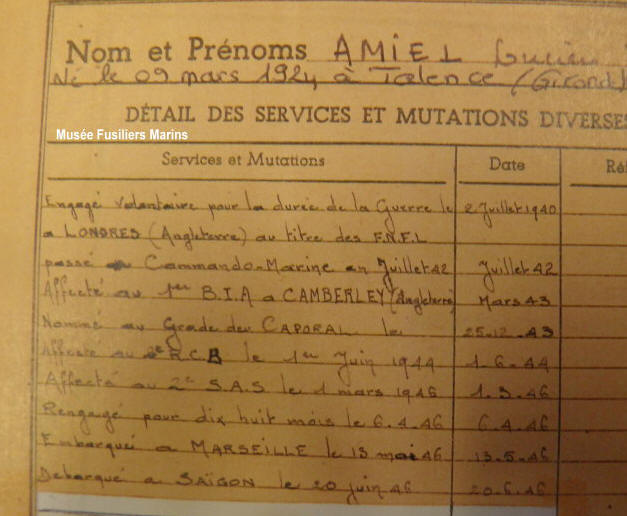 Nom et Prénoms AMIEL Lucien
Né le 09 mars 1924 à Talence (Girond
DÉTAIL DES SERVICES ET MUTATIONS DIVERSES
Musée Fusiliers Marins
Services et Mutations Date Ré
Engagé volontaire pour la durée de la Guerre le 2 Juillet 1940
a LONDRES (Angleterre) au titre des F.N.F.L
passé au Commando-Marine en Juillet 42 Juillet 42
Affecté au 1er B.I.A a CAMBERLEY (Angleterre) Mars 43
Nommé au Grade de CAPORAL le 25-12-43
Affecté au 2e R.C.B le 1er Juin 1944 1-6-44
Affecté au 2e S.A.S le 1 mars 1946 1.3.46
Rengagé pour dix huit mois le 6.4.46 6.4.46
Embarqué a MARSEILLE le 13 mai 46 13.5.46
Debarqué a SAÏGON le 20 juin 46 20.6.46